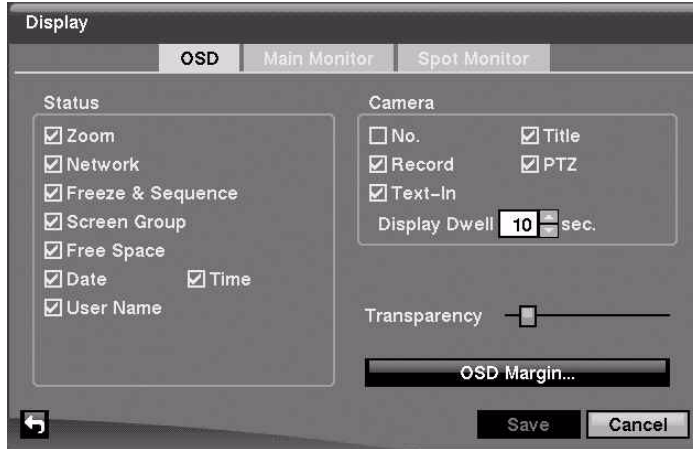 Display
OSD Main Monitor Spot Monitor
Status
Zoom
Network
Freeze & Sequence
Screen Group
Free Space
Date Time
User Name
Camera
No. Title
Record PTZ
Text-In
Display Dwell 10 sec.
Transparency
OSD Margin...
Save Cancel